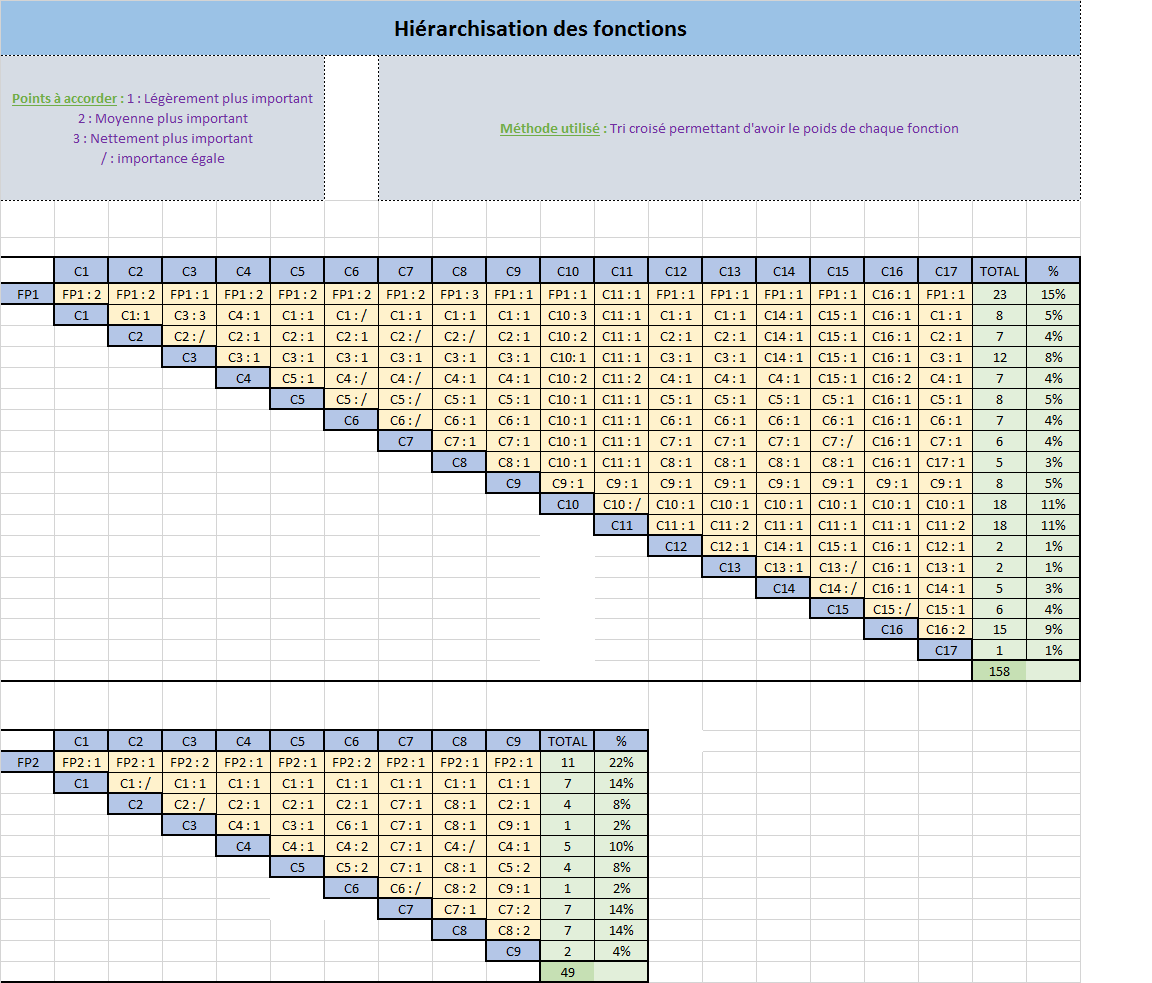 Hiérarchisation des fonctions
Points à accorder : 1 : Légèrement plus important
2 : Moyenne plus important
3 : Nettement plus important
/ : importance égale
Méthode utilisé : Tri croisé permettant d'avoir le poids de chaque fonction
C1 C2 C3 C4 C5 C6 C7 C8 C9 C10 C11 C12 C13 C14 C15 C16 C17 TOTAL %
FP1 FP1 : 2 FP1 : 2 FP1 : 1 FP1 : 2 FP1 : 2 FP1 : 2 FP1 : 2 FP1 : 3 FP1 : 1 FP1 : 1 C11 : 1 FP1 : 1 FP1 : 1 FP1 : 1 FP1 : 1 C16 : 1 FP1 : 1 23 15%
C1 C1 : 1 C3 : 3 C4 : 1 C1 : 1 C1 : / C1 : 1 C1 : 1 C1 : 1 C10 : 3 C11 : 1 C1 : 1 C1 : 1 C14 : 1 C15 : 1 C16 : 1 C1 : 1 8 5%
C2 C2 : / C2 : 1 C2 : 1 C2 : 1 C2 : / C2 : / C2 : 1 C10 : 2 C11 : 1 C2 : 1 C2 : 1 C14 : 1 C15 : 1 C16 : 1 C2 : 1 7 4%
C3 C3 : 1 C3 : 1 C3 : 1 C3 : 1 C3 : 1 C3 : 1 C10: 1 C11 : 1 C3 : 1 C3 : 1 C14 : 1 C15 : 1 C16 : 1 C3 : 1 12 8%
C4 C5 : 1 C4 : / C4 : / C4 : 1 C4 : 1 C10 : 2 C11 : 2 C4 : 1 C4 : 1 C4 : 1 C15 : 1 C16 : 2 C4 : 1 7 4%
C5 C5 : / C5 : / C5 : 1 C5 : 1 C10 : 1 C11 : 1 C5 : 1 C5 : 1 C5 : 1 C5 : 1 C16 : 1 C5 : 1 8 5%
C6 C6 : / C6 : 1 C6 : 1 C10 : 1 C11 : 1 C6 : 1 C6 : 1 C6 : 1 C6 : 1 C16 : 1 C6 : 1 7 4%
C7 C7 : 1 C7 : 1 C10 : 1 C11 : 1 C7 : 1 C7 : 1 C7 : 1 C7 : / C16 : 1 C7 : 1 6 4%
C8 C8 : 1 C10 : 1 C11 : 1 C8 : 1 C8 : 1 C8 : 1 C8 : 1 C16 : 1 C17 : 1 5 3%
C9 C9 : 1 C9 : 1 C9 : 1 C9 : 1 C9 : 1 C9 : 1 C9 : 1 C9 : 1 8 5%
C10 C10 : / C10 : 1 C10 : 1 C10 : 1 C10 : 1 C10 : 1 C10 : 1 18 11%
C11 C11 : 1 C11 : 2 C11 : 1 C11 : 1 C11 : 1 C11 : 2 18 11%
C12 C12 : 1 C14 : 1 C15 : 1 C16 : 1 C12 : 1 2 1%
C13 C13 : 1 C13 : / C16 : 1 C13 : 1 2 1%
C14 C14 : / C16 : 1 C14 : 1 5 3%
C15 C15 : / C15 : 1 6 4%
C16 C16 : 2 15 9%
C17 1 1%
158
C1 C2 C3 C4 C5 C6 C7 C8 C9 TOTAL %
FP2 FP2 : 1 FP2 : 1 FP2 : 2 FP2 : 1 FP2 : 1 FP2 : 2 FP2 : 1 FP2 : 1 FP2 : 1 11 22%
C1 C1 : / C1 : 1 C1 : 1 C1 : 1 C1 : 1 C1 : 1 C1 : 1 C1 : 1 7 14%
C2 C2 : / C2 : 1 C2 : 1 C2 : 1 C7 : 1 C8 : 1 C2 : 1 4 8%
C3 C4 : 1 C3 : 1 C6 : 1 C7 : 1 C8 : 1 C9 : 1 1 2%
C4 C4 : 1 C4 : 2 C7 : 1 C4 : / C4 : 1 5 10%
C5 C5 : 2 C7 : 1 C8 : 1 C5 : 2 4 8%
C6 C6 : / C8 : 2 C9 : 1 1 2%
C7 C7 : 1 C7 : 2 7 14%
C8 C8 : 2 7 14%
C9 2 4%
49